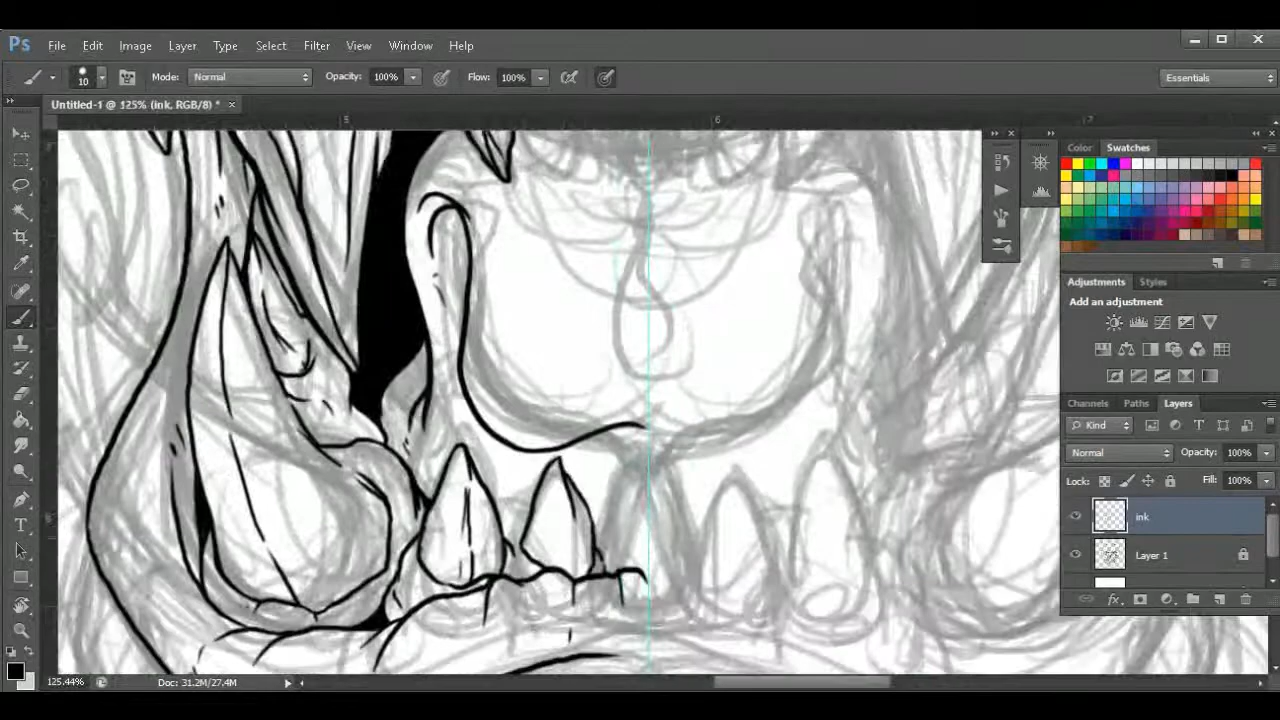 Ps File Edit Image Layer Type Select Filter View Window Help
10 Mode: Normal Opacity: 100% Flow: 100% Essentials
Untitled-1 @ 125% (ink, RGB/8) * ×
5 6 7
Color Swatches
Adjustments Styles
Add an adjustment
Channels Paths Layers
Kind
Normal Opacity: 100%
Lock: Fill: 100%
ink
Layer 1
fx
125.44% Doc: 31.2M/27.4M